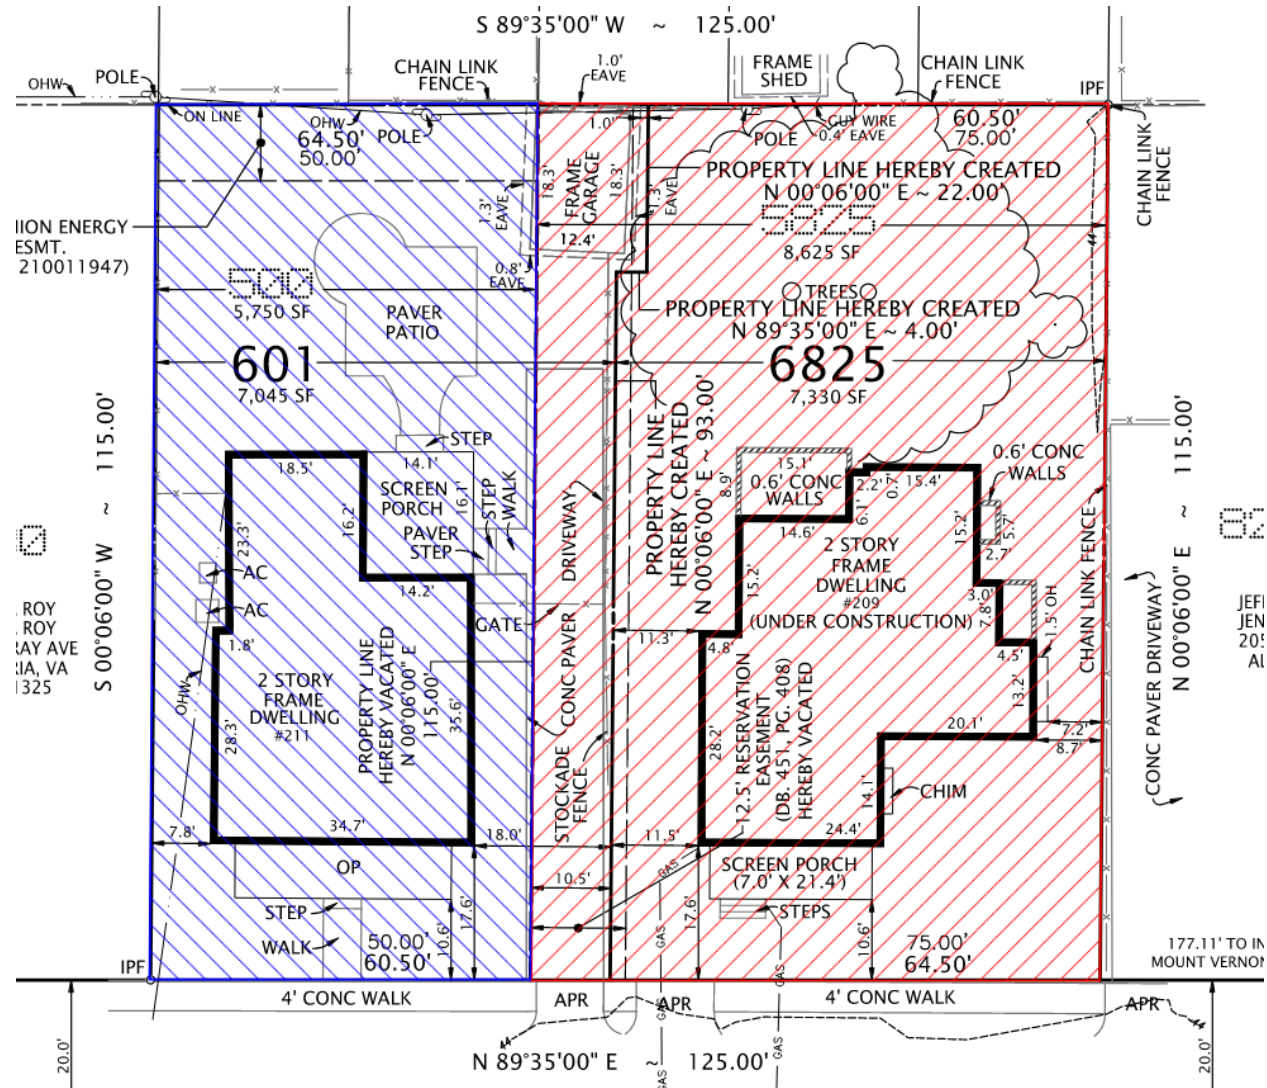 S 89°35'00" W ~ 125.00'
OHW
POLE
CHAIN LINK
FENCE
1.0'
EAVE
FRAME
SHED
CHAIN LINK
FENCE
IPF
ON LINE
OHW
64.50'
50.00'
POLE
1.0'
GUY WIRE
0.4' EAVE
POLE
60.50'
75.00'
CHAIN LINK
FENCE
18.3'
FRAME
GARAGE
18.3'
1.3'
EAVE
1.3'
EAVE
12.4'
0.8'
EAVE
PROPERTY LINE HEREBY CREATED
N 00°06'00" E ~ 22.00'
5825
8,625 SF
ION ENERGY
ESMT.
210011947)
500
5,750 SF
PAVER
PATIO
TREES
PROPERTY LINE HEREBY CREATED
N 89°35'00" E ~ 4.00'
601
7,045 SF
6825
7,330 SF
S 00°06'00" W ~ 115.00'
N 00°06'00" E ~ 115.00'
PROPERTY LINE
HEREBY CREATED
N 00°06'00" E ~ 93.00'
STEP
18.5'
14.1'
SCREEN
PORCH
16.2'
16.1'
STEP
WALK
PAVER
STEP
23.3'
14.2'
AC
AC
1.8'
GATE
CONC PAVER DRIVEWAY
15.1'
0.6' CONC
WALLS
8.9'
2.2'
0.7'
15.4'
6.1'
14.6'
0.6' CONC
WALLS
5.7'
2.7'
15.2'
15.2'
2 STORY
FRAME
DWELLING
#209
(UNDER CONSTRUCTION)
3.0'
7.8'
1.5' OH
4.5'
13.2'
CHAIN LINK FENCE
CONC PAVER DRIVEWAY
0
82
ROY
ROY
RAY AVE
RIA, VA
1325
JEF
JEN
205
AL
11.3'
4.8'
OHW
2 STORY
FRAME
DWELLING
#211
28.3'
PROPERTY LINE
HEREBY VACATED
N 00°06'00" E
115.00'
35.6'
34.7'
7.8'
18.0'
STOCKADE
FENCE
28.2'
12.5' RESERVATION
EASEMENT
(DB. 451, PG. 408)
HEREBY VACATED
20.1'
7.2'
8.7'
14.1'
CHIM
24.4'
11.5'
10.5'
OP
STEP
WALK
10.6'
17.6'
50.00'
60.50'
GAS
SCREEN PORCH
(7.0' X 21.4')
STEPS
17.6'
10.6'
GAS
GAS
75.00'
64.50'
177.11' TO IN
MOUNT VERNON
IPF
4' CONC WALK
APR
APR
4' CONC WALK
APR
GAS
GAS
GAS
44
44
44
20.0'
20.0'
N 89°35'00" E ~ 125.00'